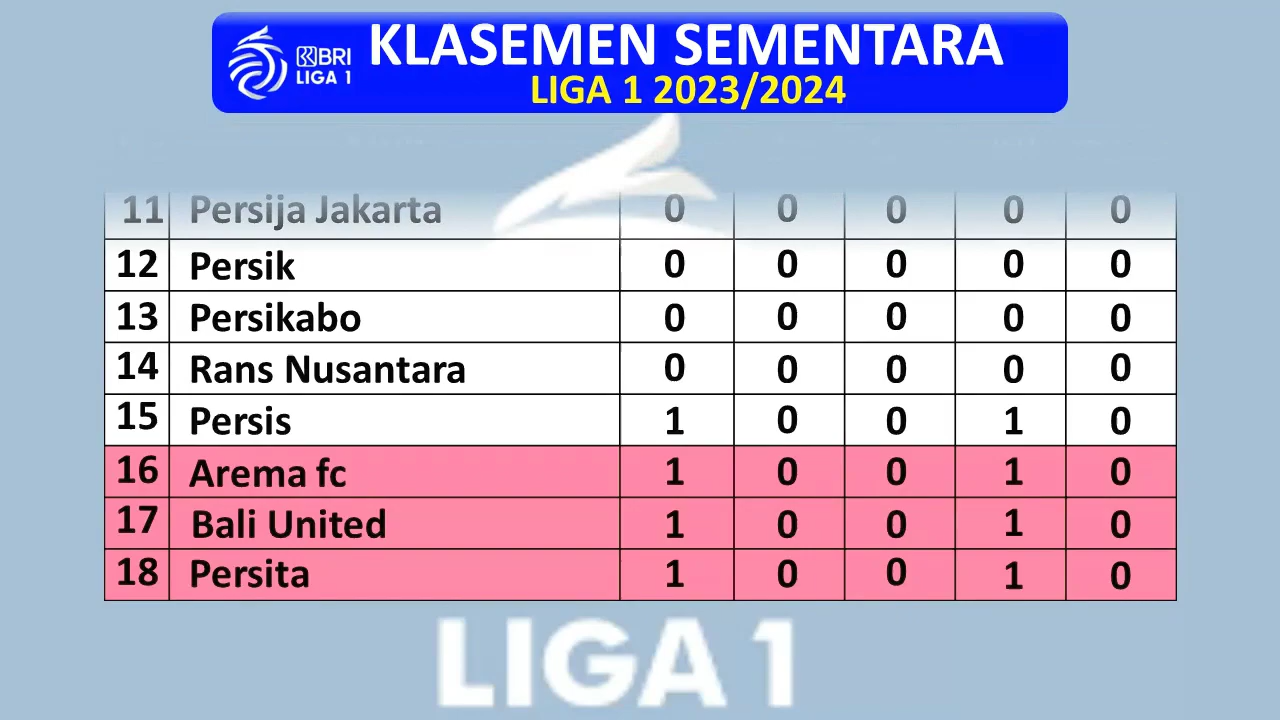 BRI
LIGA 1
KLASEMEN SEMENTARA
LIGA 1 2023/2024
11 Persija Jakarta 0 0 0 0 0
12 Persik 0 0 0 0 0
13 Persikabo 0 0 0 0 0
14 Rans Nusantara 0 0 0 0 0
15 Persis 1 0 0 1 0
16 Arema fc 1 0 0 1 0
17 Bali United 1 0 0 1 0
18 Persita 1 0 0 1 0
LIGA 1